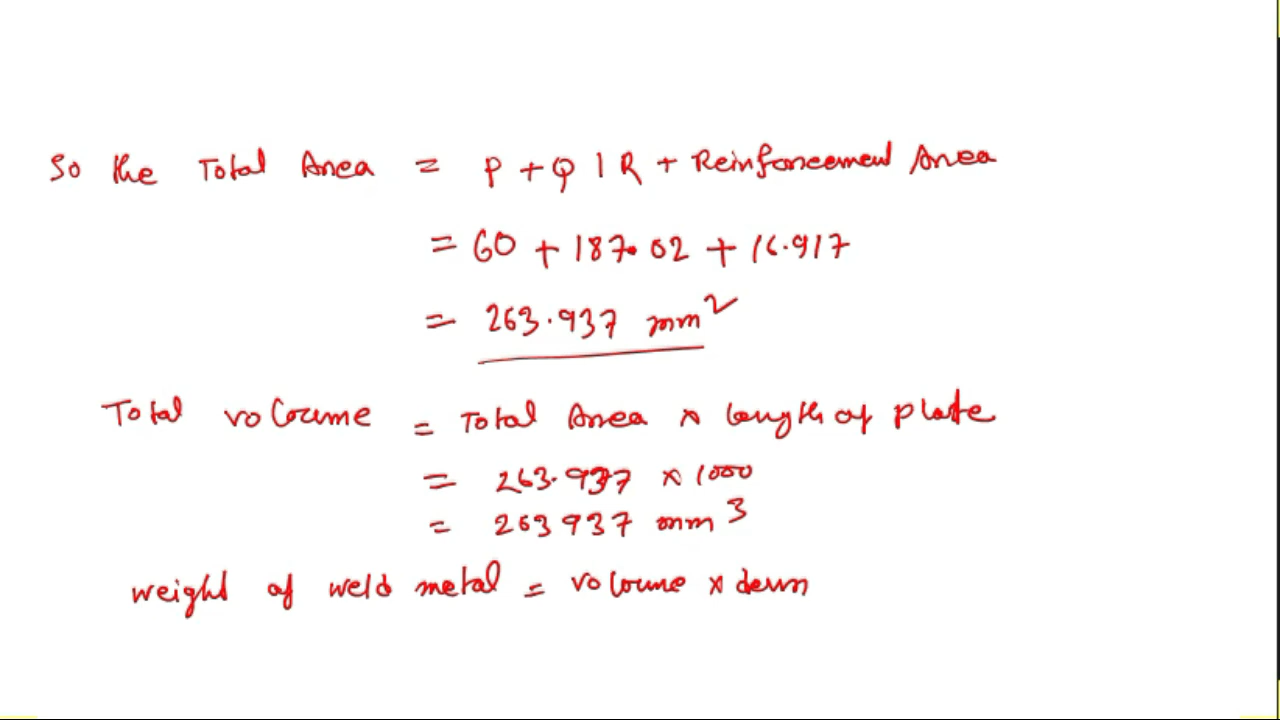 So the Total Area = P + Q | R + Reinforcement Area
= 60 + 187.02 + 16.917
= 263.937 mm²
Total volume = Total Area × length of plate
= 263.937 × 1000
= 263937 mm³
weight of weld metal = volume × dens